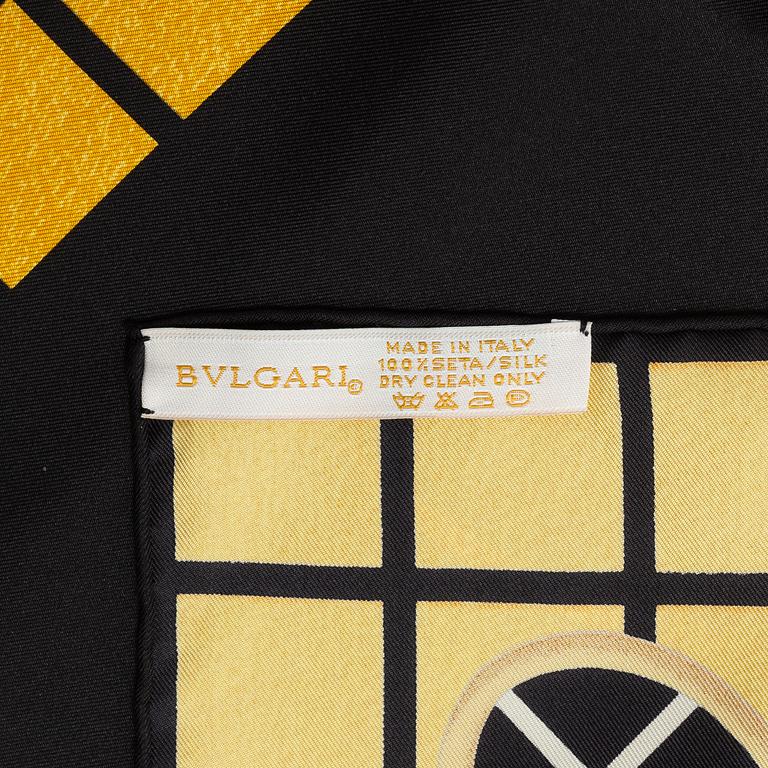 BVLGARI
MADE IN ITALY
100%SETA/SILK
DRY CLEAN ONLY